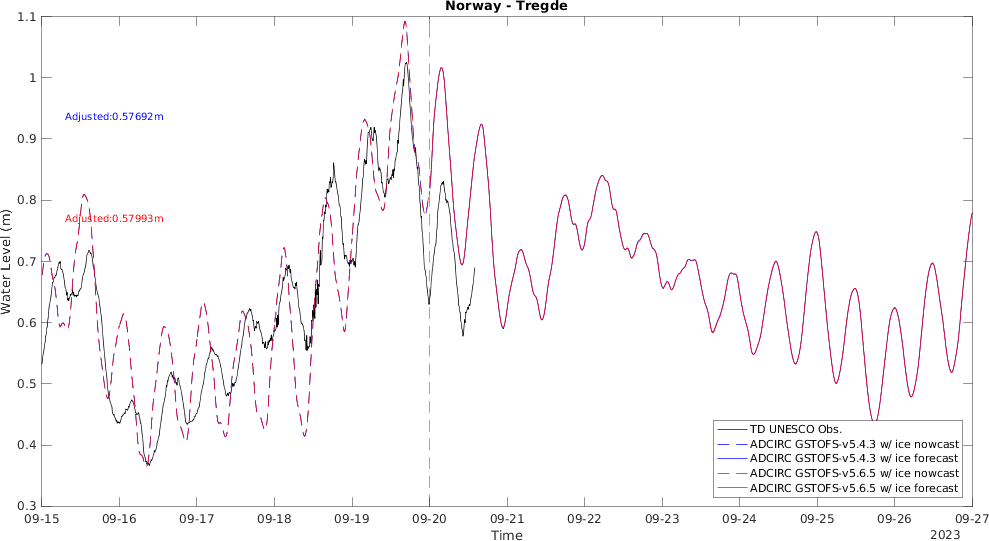 Norway - Tregde
1.1
1
0.9
0.8
0.7
0.6
0.5
0.4
0.3
Water Level (m)
Adjusted:0.57692m
Adjusted:0.57993m
TD UNESCO Obs.
ADCIRC GSTOFS-v5.4.3 w/ ice nowcast
ADCIRC GSTOFS-v5.4.3 w/ ice forecast
ADCIRC GSTOFS-v5.6.5 w/ ice nowcast
ADCIRC GSTOFS-v5.6.5 w/ ice forecast
09-15 09-16 09-17 09-18 09-19 09-20 09-21 09-22 09-23 09-24 09-25 09-26 09-27
Time
2023